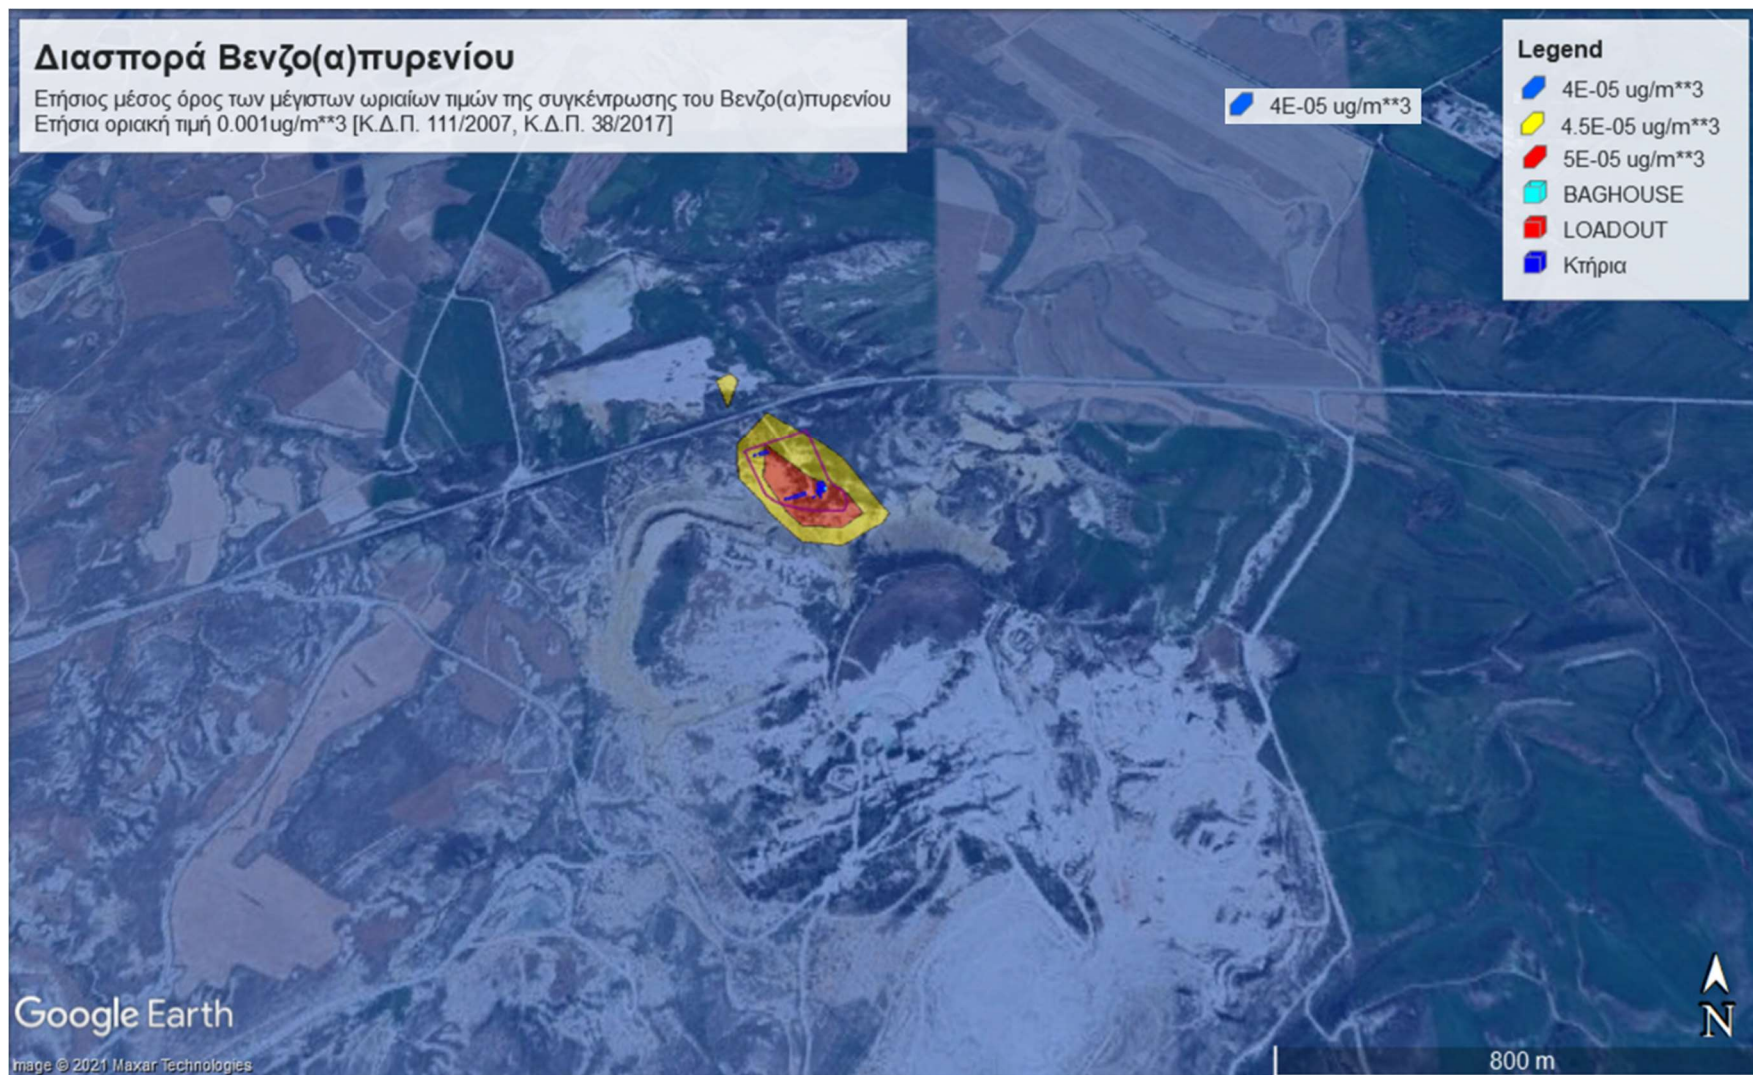 Διασπορά Βενζο(α)πυρενίου
Ετήσιος μέσος όρος των μέγιστων ωριαίων τιμών της συγκέντρωσης του Βενζο(α)πυρενίου
Ετήσια οριακή τιμή 0.001ug/m**3 [Κ.Δ.Π. 111/2007, Κ.Δ.Π. 38/2017]
4E-05 ug/m**3
Legend
4E-05 ug/m**3
4.5E-05 ug/m**3
5E-05 ug/m**3
BAGHOUSE
LOADOUT
Κτήρια
Google Earth
Image © 2021 Maxar Technologies
N
800 m